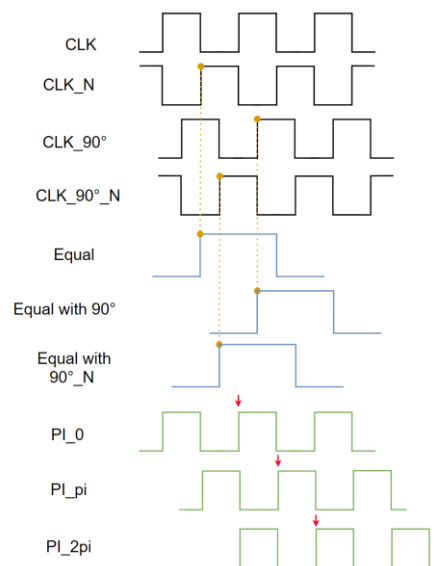 CLK
CLK_N
CLK_90°
CLK_90°_N
Equal
Equal with 90°
Equal with
90°_N
PI_0
PI_pi
PI_2pi